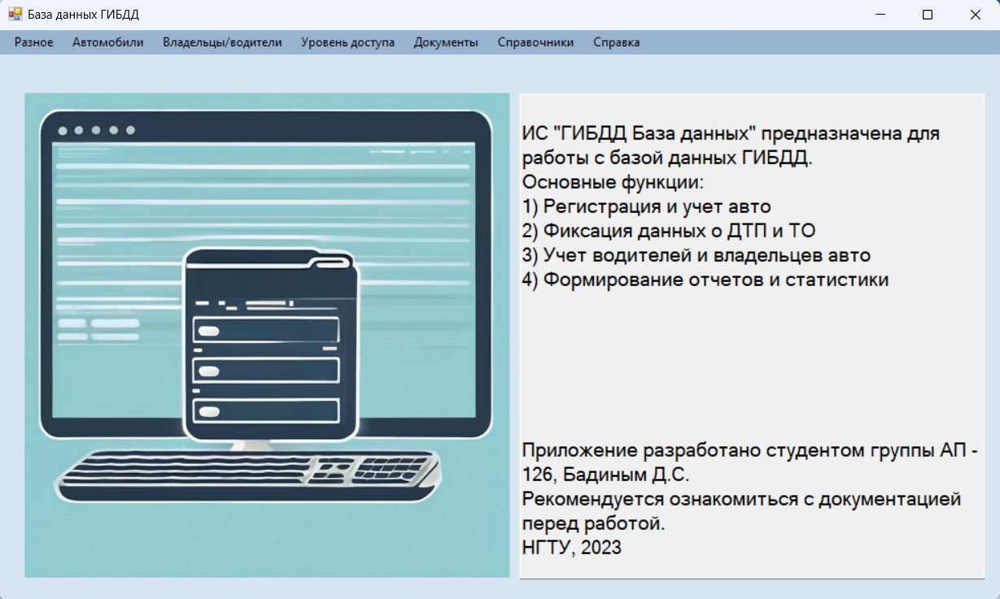 База данных ГИБДД
Разное Автомобили Владельцы/водители Уровень доступа Документы Справочники Справка
ИС "ГИБДД База данных" предназначена для
работы с базой данных ГИБДД.
Основные функции:
1) Регистрация и учет авто
2) Фиксация данных о ДТП и ТО
3) Учет водителей и владельцев авто
4) Формирование отчетов и статистики
Приложение разработано студентом группы АП -
126, Бадиным Д.С.
Рекомендуется ознакомиться с документацией
перед работой.
НГТУ, 2023